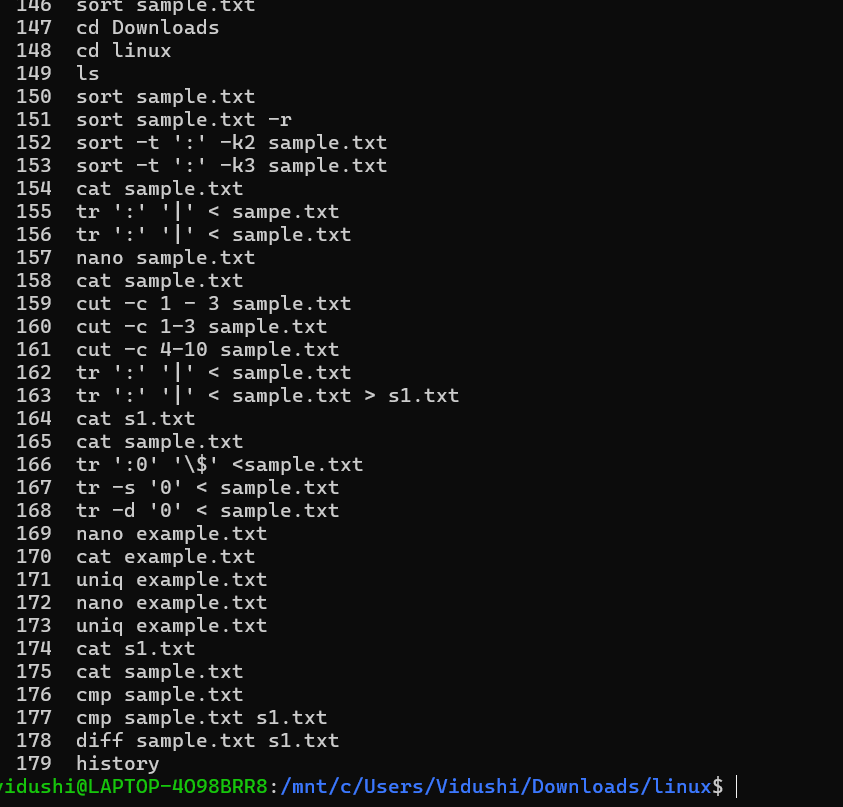 146  sort sample.txt
147  cd Downloads
148  cd linux
149  ls
150  sort sample.txt
151  sort sample.txt -r
152  sort -t ':' -k2 sample.txt
153  sort -t ':' -k3 sample.txt
154  cat sample.txt
155  tr ':' '|' < sampe.txt
156  tr ':' '|' < sample.txt
157  nano sample.txt
158  cat sample.txt
159  cut -c 1 - 3 sample.txt
160  cut -c 1-3 sample.txt
161  cut -c 4-10 sample.txt
162  tr ':' '|' < sample.txt
163  tr ':' '|' < sample.txt > s1.txt
164  cat s1.txt
165  cat sample.txt
166  tr ':0' '\$' <sample.txt
167  tr -s '0' < sample.txt
168  tr -d '0' < sample.txt
169  nano example.txt
170  cat example.txt
171  uniq example.txt
172  nano example.txt
173  uniq example.txt
174  cat s1.txt
175  cat sample.txt
176  cmp sample.txt
177  cmp sample.txt s1.txt
178  diff sample.txt s1.txt
179  history
vidushi@LAPTOP-4O98BRR8:/mnt/c/Users/Vidushi/Downloads/linux$